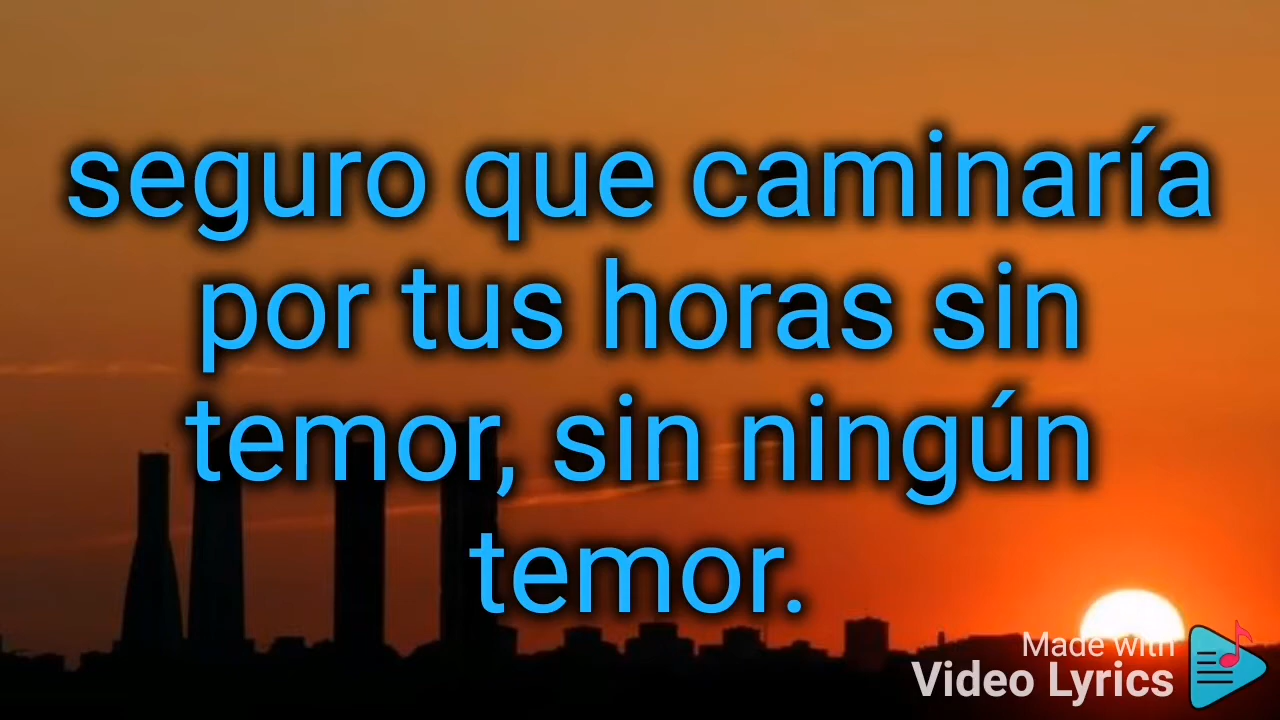 seguro que caminaría
por tus horas sin
temor, sin ningún
temor.
Made with
Video Lyrics